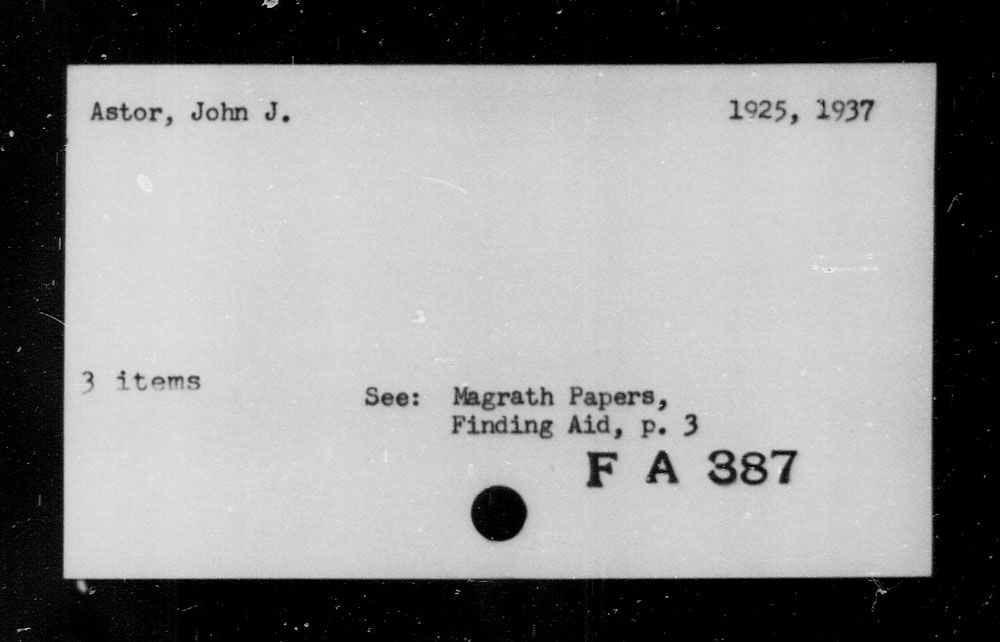 Astor, John J. 1925, 1937
3 items
See: Magrath Papers,
Finding Aid, p. 3
F A 387